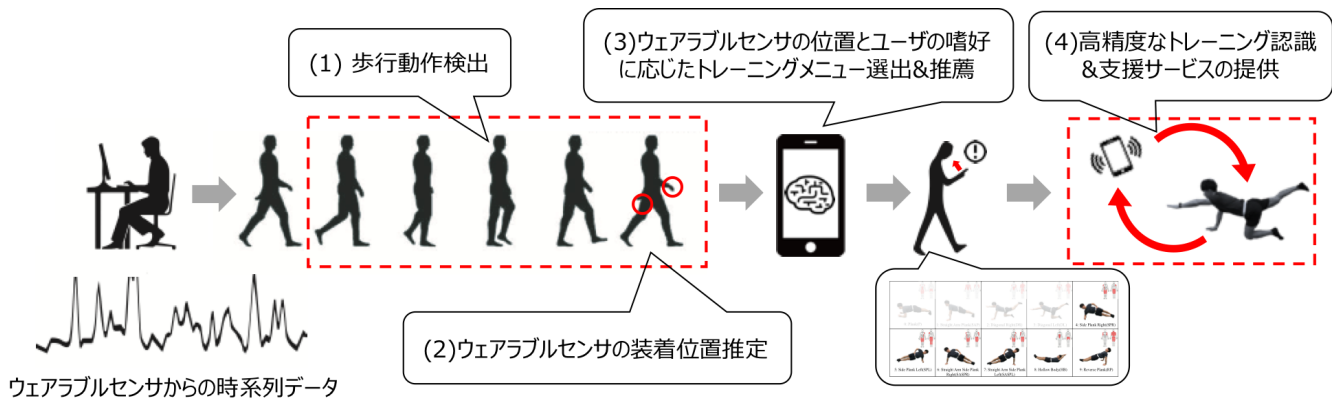 (1) 歩行動作検出
(3)ウェアラブルセンサの位置とユーザの嗜好
に応じたトレーニングメニュー選出&推薦
(4)高精度なトレーニング認識
&支援サービスの提供
(2)ウェアラブルセンサの装着位置推定
ウェアラブルセンサからの時系列データ